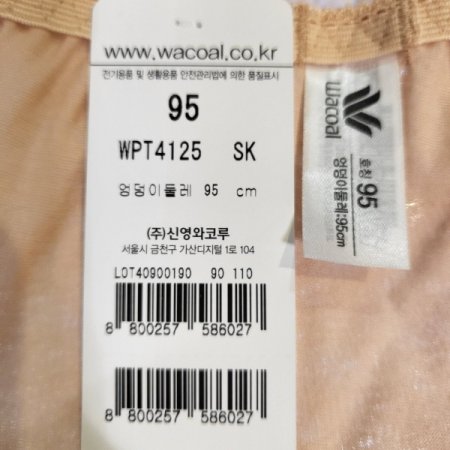 www.wacoal.co.kr
전기용품 및 생활용품 안전관리법에 의한 품질표시
95
WPT4125 SK
엉덩이둘레 95 cm
(주)신영와코루
서울시 금천구 가산디지털 1로 104
LOT40900190 90 110
8 800257 586027
8 800257 586027
wacoal
호칭 95
엉덩이둘레:95cm